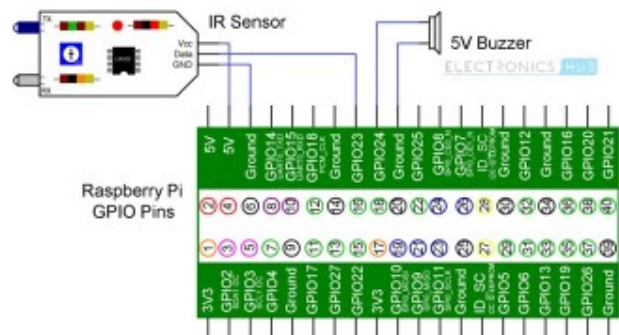 IR Sensor
TX
RX
Vcc
Data
GND
5V Buzzer
ELECTRONICS HUB
5V
5V
Ground
GPIO14
GPIO15
GPIO18
PCM_CLK
Ground
GPIO23
GPIO24
Ground
GPIO25
GPIO8
GPIO7
ID_SC
Ground
GPIO12
Ground
GPIO16
GPIO20
GPIO21
Raspberry Pi
GPIO Pins
2 4 6 8 10 12 14 16 18 20 22 24 26 28 30 32 34 36 38 40
1 3 5 7 9 11 13 15 17 19 21 23 25 27 29 31 33 35 37 39
3V3
GPIO2
GPIO3
GPIO4
Ground
GPIO17
GPIO27
GPIO22
3V3
GPIO10
GPIO9
GPIO11
Ground
ID_SC
GPIO5
GPIO6
GPIO13
GPIO19
GPIO26
Ground